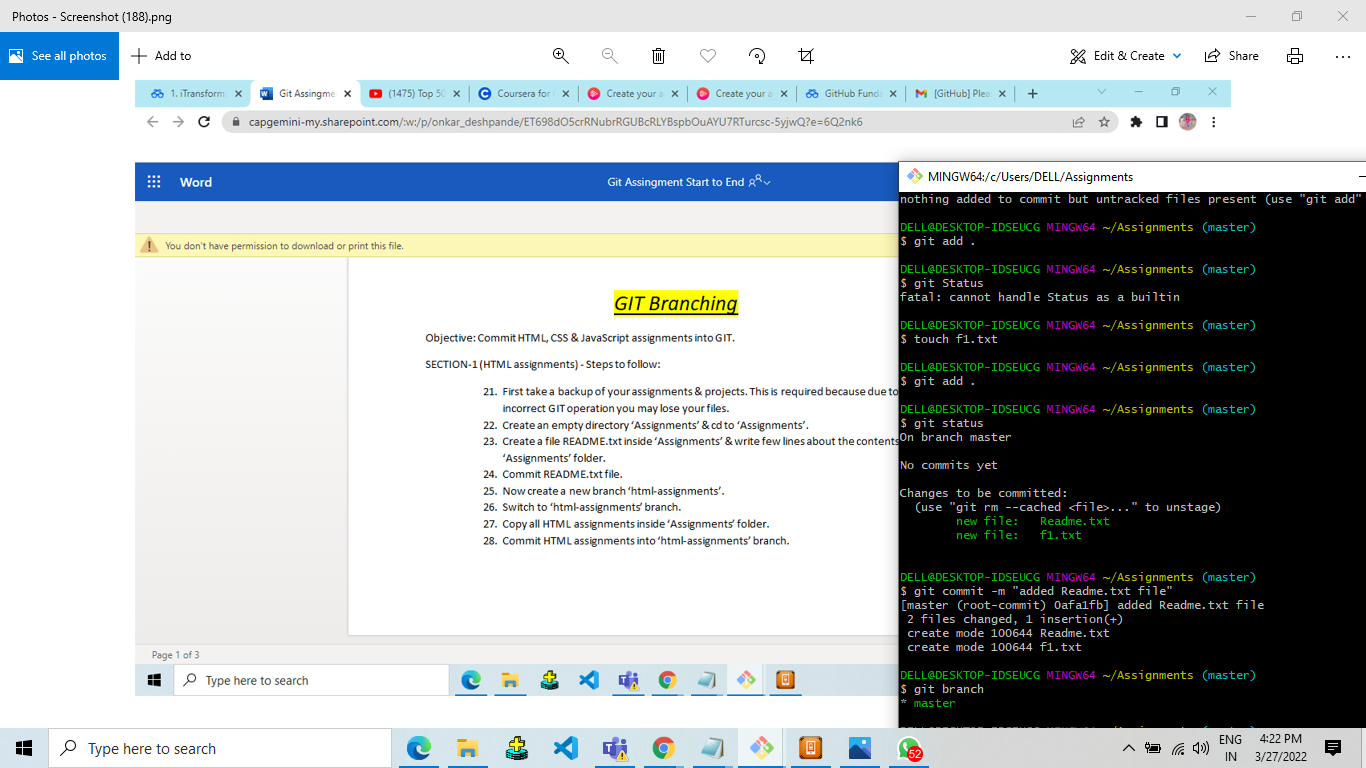 Photos - Screenshot (188).png
See all photos
Add to
Edit & Create
Share
1. iTransform
Git Assingme
(1475) Top 50
Coursera for
Create your a
Create your a
GitHub Funda
[GitHub] Plea
capgemini-my.sharepoint.com/:w:/p/onkar_deshpande/ET698dO5crRNubrRGUBcRLYBspbOuAYU7RTurcsc-5yjwQ?e=6Q2nk6
Word
Git Assingment Start to End
You don't have permission to download or print this file.
GIT Branching
Objective: Commit HTML, CSS & JavaScript assignments into GIT.
SECTION-1 (HTML assignments) - Steps to follow:
21. First take a backup of your assignments & projects. This is required because due to
incorrect GIT operation you may lose your files.
22. Create an empty directory ‘Assignments’ & cd to ‘Assignments’.
23. Create a file README.txt inside ‘Assignments’ & write few lines about the contents
‘Assignments’ folder.
24. Commit README.txt file.
25. Now create a new branch ‘html-assignments’.
26. Switch to ‘html-assignments’ branch.
27. Copy all HTML assignments inside ‘Assignments’ folder.
28. Commit HTML assignments into ‘html-assignments’ branch.
Page 1 of 3
Type here to search
MINGW64:/c/Users/DELL/Assignments
nothing added to commit but untracked files present (use "git add"
DELL@DESKTOP-IDSEUCG MINGW64 ~/Assignments (master)
$ git add .
DELL@DESKTOP-IDSEUCG MINGW64 ~/Assignments (master)
$ git Status
fatal: cannot handle Status as a builtin
DELL@DESKTOP-IDSEUCG MINGW64 ~/Assignments (master)
$ touch f1.txt
DELL@DESKTOP-IDSEUCG MINGW64 ~/Assignments (master)
$ git add .
DELL@DESKTOP-IDSEUCG MINGW64 ~/Assignments (master)
$ git status
On branch master
No commits yet
Changes to be committed:
(use "git rm --cached <file>..." to unstage)
new file:   Readme.txt
new file:   f1.txt
DELL@DESKTOP-IDSEUCG MINGW64 ~/Assignments (master)
$ git commit -m "added Readme.txt file"
[master (root-commit) 0afa1fb] added Readme.txt file
2 files changed, 1 insertion(+)
create mode 100644 Readme.txt
create mode 100644 f1.txt
DELL@DESKTOP-IDSEUCG MINGW64 ~/Assignments (master)
$ git branch
* master
Type here to search
52
ENG
IN
4:22 PM
3/27/2022